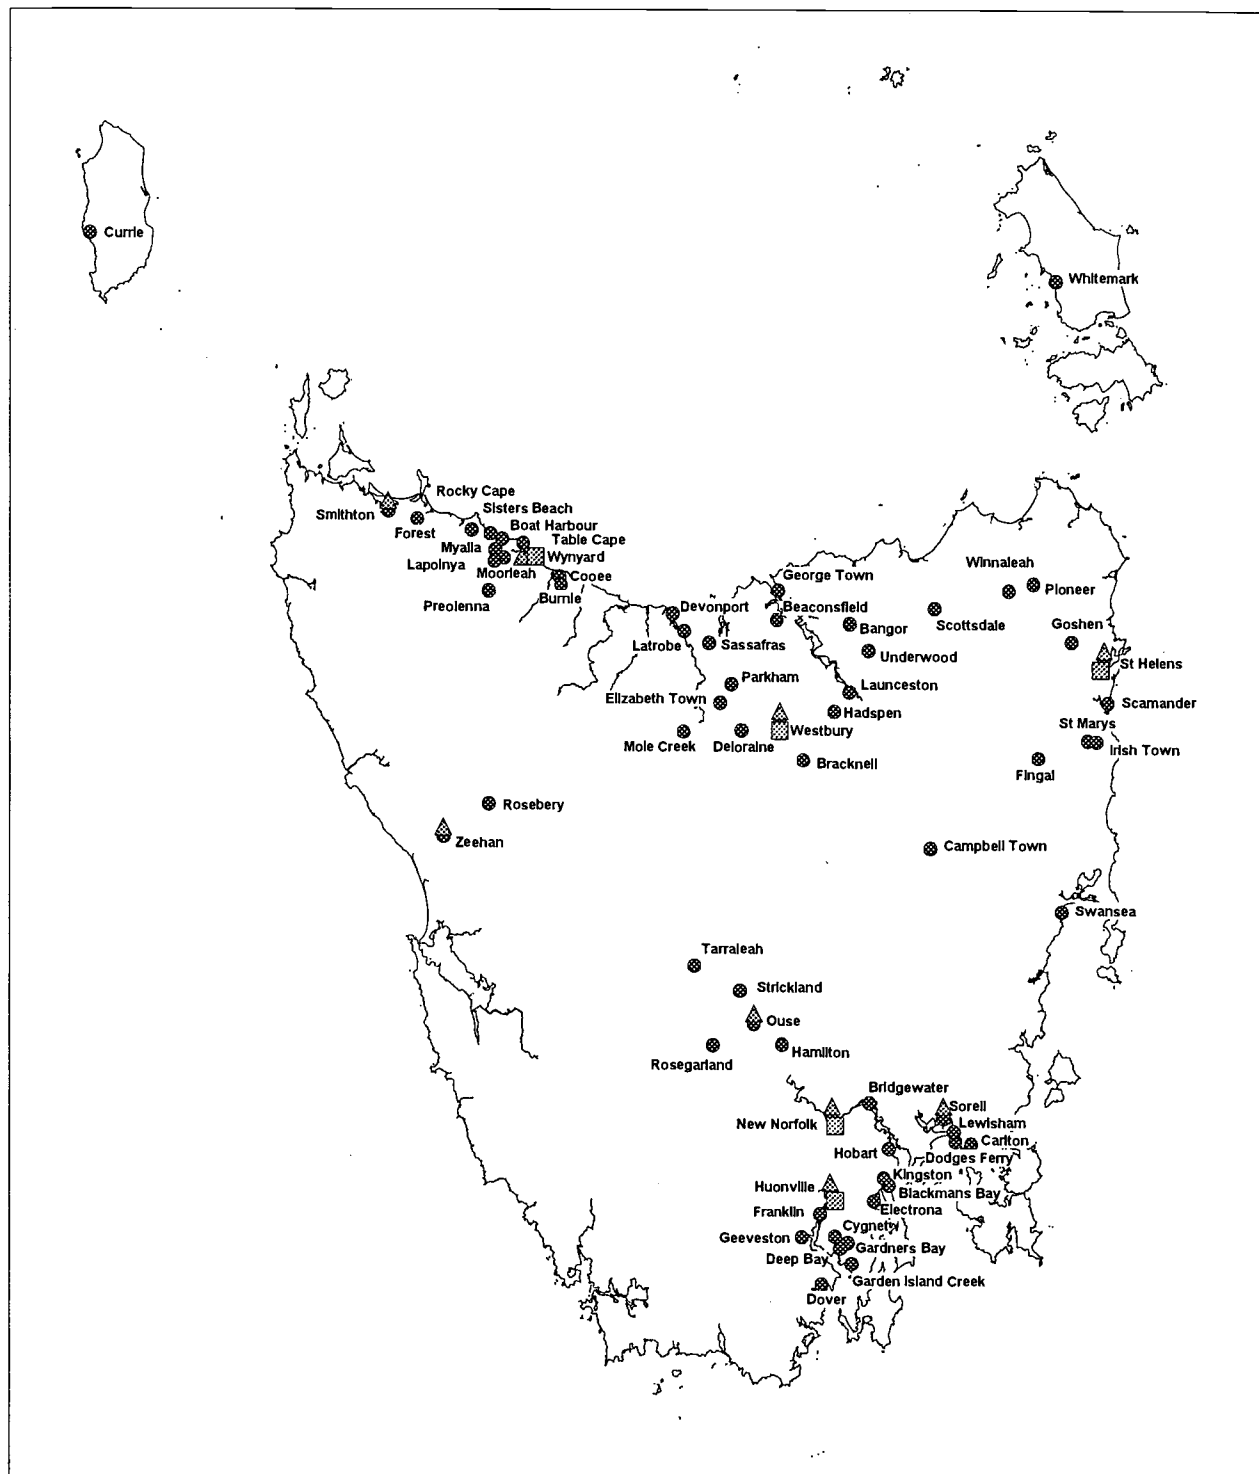 Currie
Whitemark
Rocky Cape
Sisters Beach
Smithton
Boat Harbour
Forest
Table Cape
Myalla
Wynyard
Lapoinya
Moorleah
Cooee
Winnaleah
George Town
Pioneer
Preolenna
Burnie
Devonport
Beaconsfield
Scottsdale
Goshen
Bangor
Latrobe
Sassafras
Underwood
St Helens
Parkham
Launceston
Elizabeth Town
Scamander
Hadspen
St Marys
Westbury
Mole Creek
Deloraine
Irish Town
Bracknell
Fingal
Rosebery
Zeehan
Campbell Town
Swansea
Tarraleah
Strickland
Ouse
Hamilton
Rosegarland
Bridgewater
Sorell
New Norfolk
Lewisham
Carlton
Hobart
Dodges Ferry
Kingston
Huonville
Blackmans Bay
Electrona
Franklin
Cygnet
Geeveston
Gardners Bay
Deep Bay
Garden Island Creek
Dover